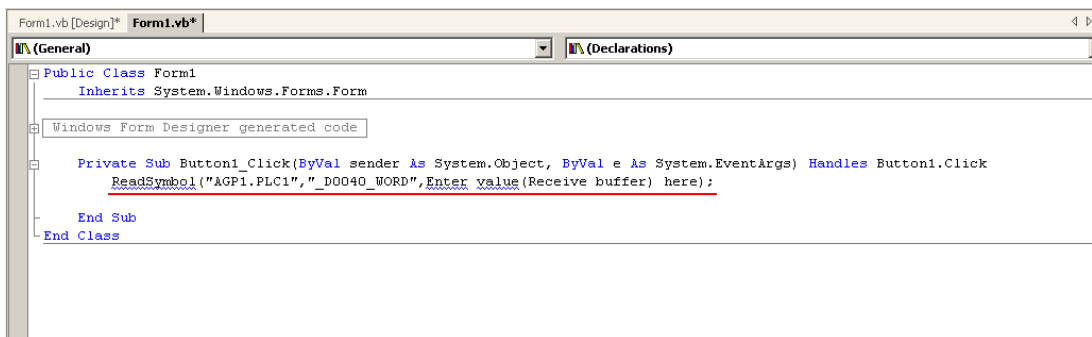 Form1.vb [Design]* Form1.vb*
(General) (Declarations)
Public Class Form1
Inherits System.Windows.Forms.Form
Windows Form Designer generated code
Private Sub Button1_Click(ByVal sender As System.Object, ByVal e As System.EventArgs) Handles Button1.Click
ReadSymbol("AGP1.PLC1","_D0040_WORD",Enter value(Receive buffer) here);
End Sub
End Class